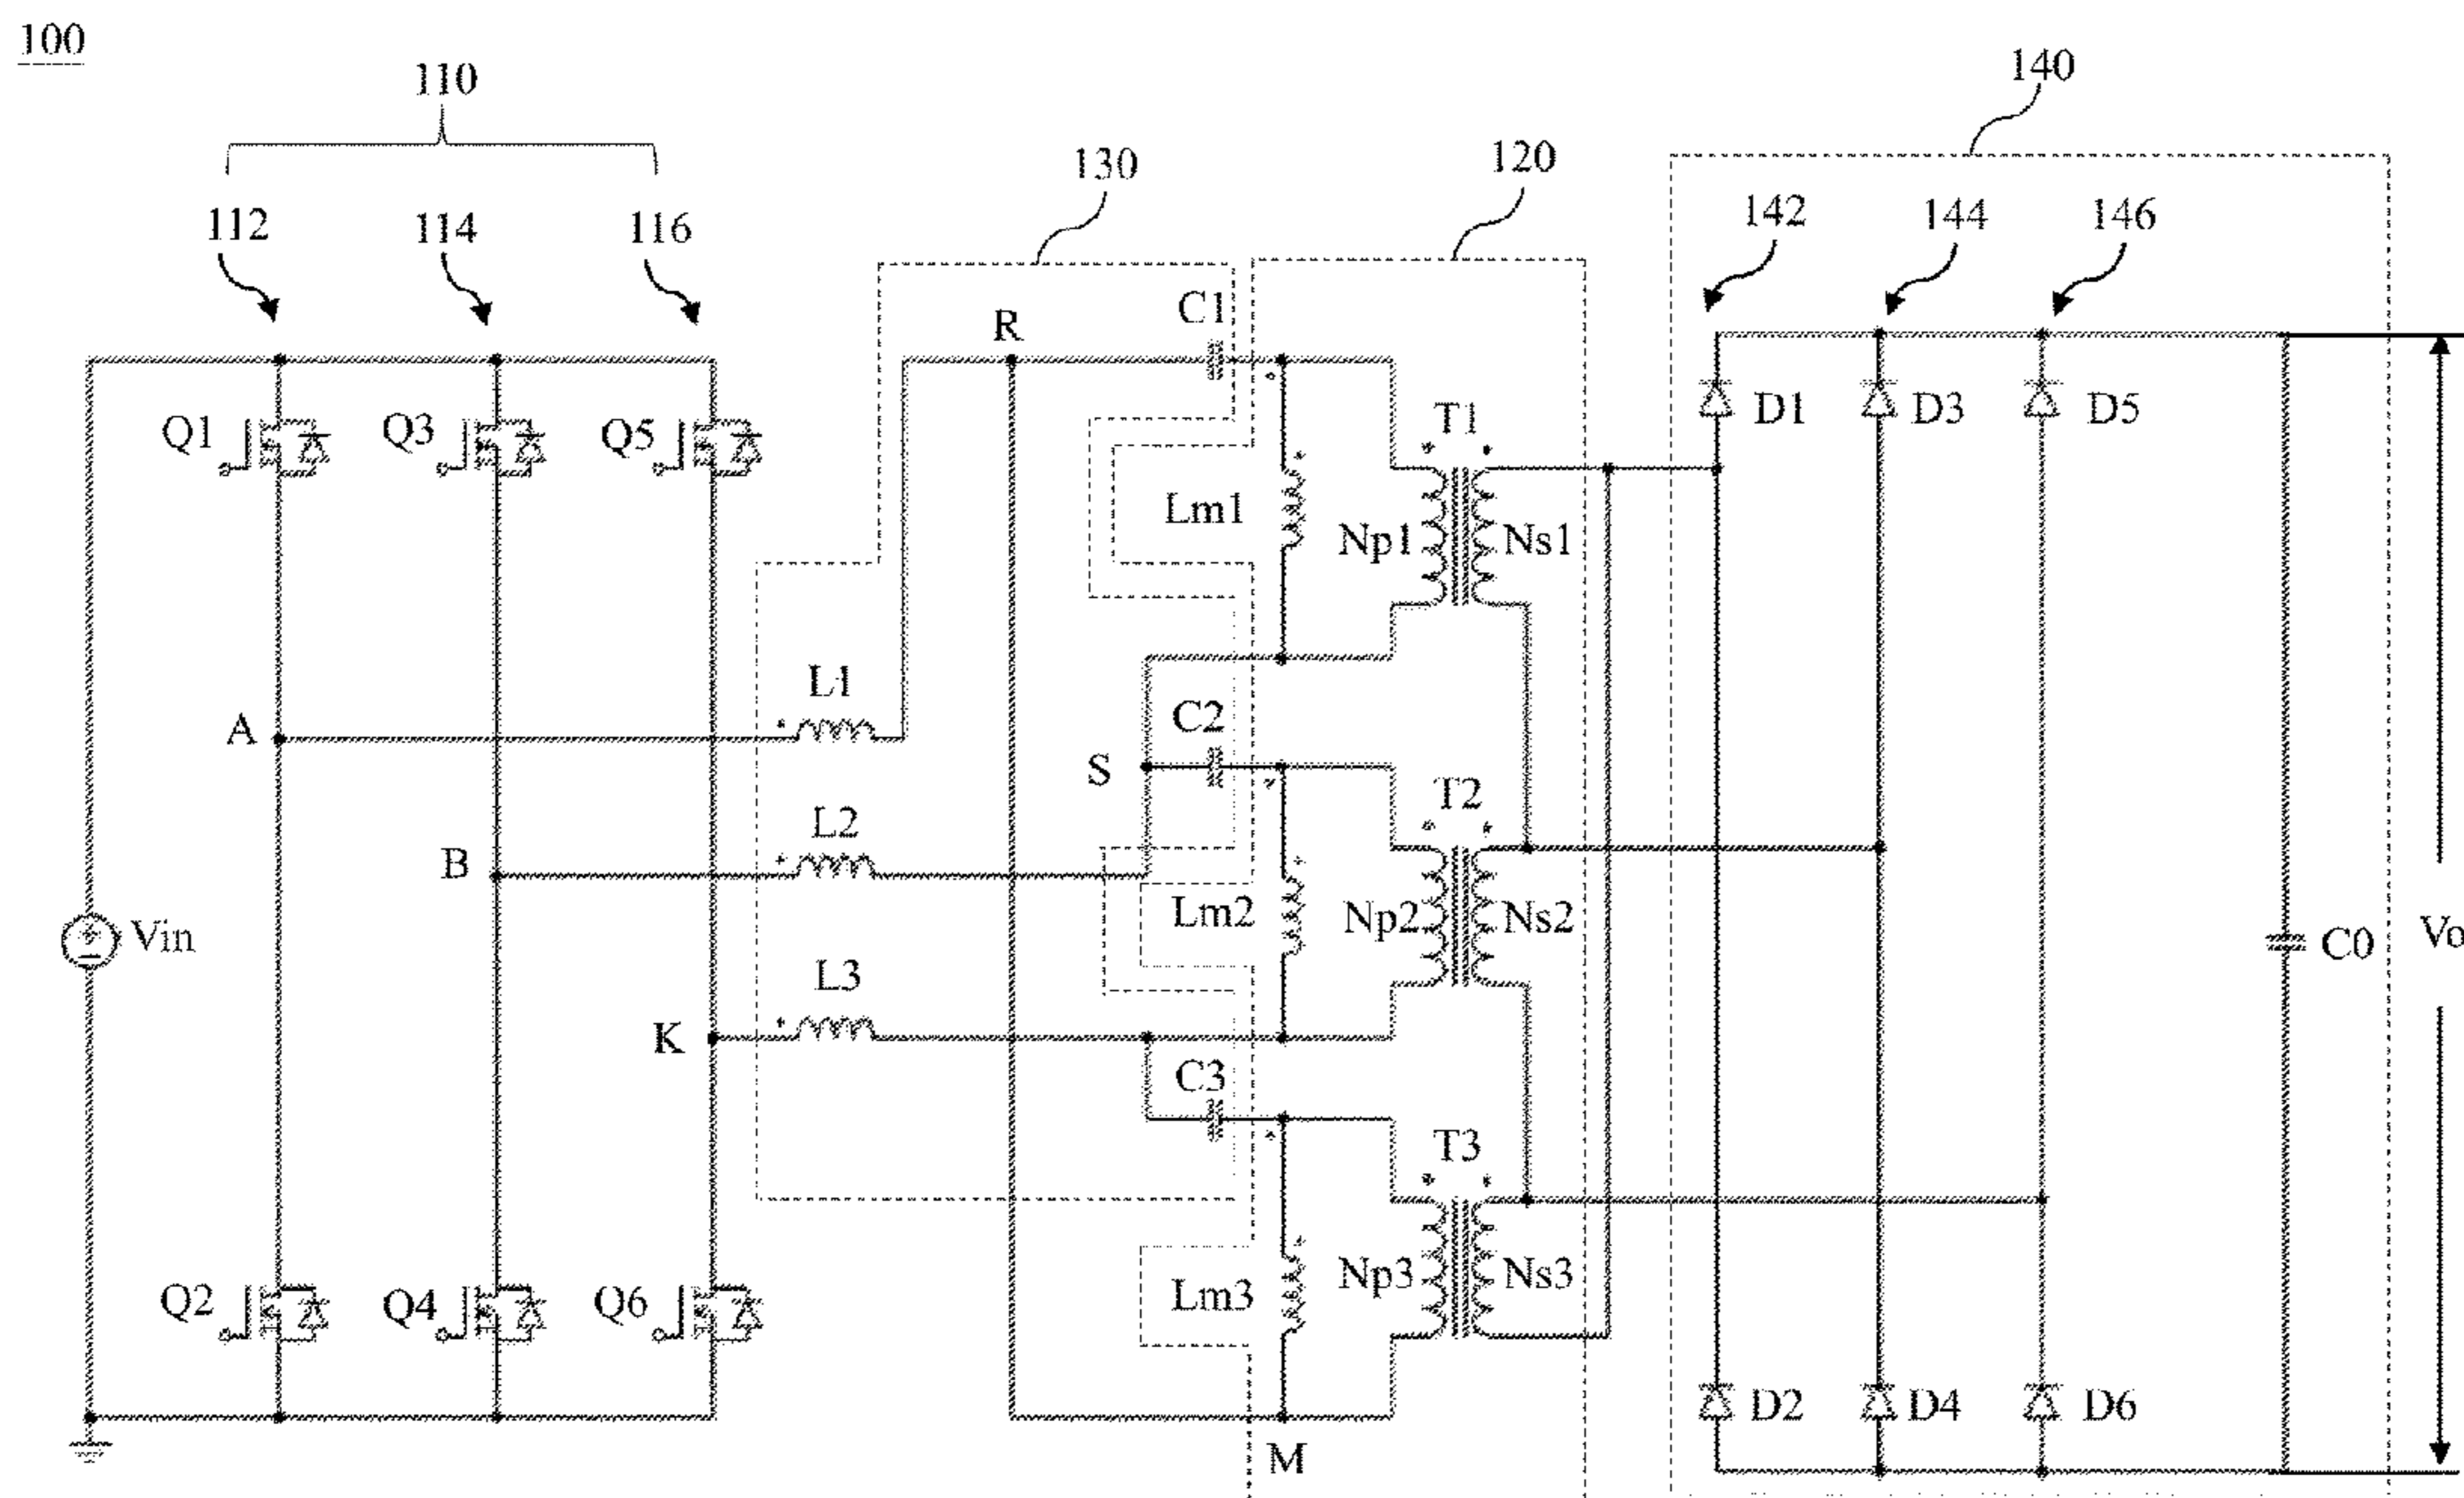 100
110
140
130
120
112
114
116
142
144
146
C1
R
Q1
Q3
Q5
T1
D1
D3
D5
Lm1
Np1
Ns1
L1
A
C2
S
T2
L2
B
Lm2
Np2
Ns2
Vin
C0
Vo
L3
K
C3
T3
Q2
Q4
Q6
Lm3
Np3
Ns3
D2
D4
D6
M